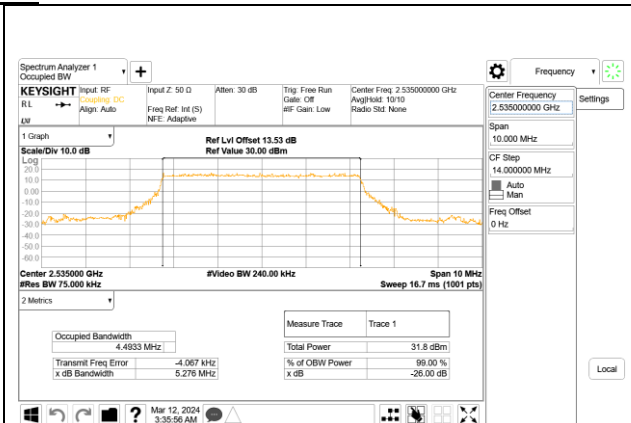 Spectrum Analyzer 1
Occupied BW
Frequency
KEYSIGHT
Input: RF
Input Z: 50 Ω
Atten: 30 dB
Trig: Free Run
Center Freq: 2.535000000 GHz
RL
Coupling: DC
Gate: Off
Avg|Hold: 10/10
Align: Auto
Freq Ref: Int (S)
#IF Gain: Low
Radio Std: None
NFE: Adaptive
Center Frequency
2.535000000 GHz
Settings
Span
10.000 MHz
CF Step
14.000000 MHz
Auto
Man
Freq Offset
0 Hz
1 Graph
Scale/Div 10.0 dB
Ref Lvl Offset 13.53 dB
Ref Value 30.00 dBm
Log
20.0
10.0
0.00
-10.0
-20.0
-30.0
-40.0
-50.0
-60.0
Center 2.535000 GHz
#Video BW 240.00 kHz
Span 10 MHz
#Res BW 75.000 kHz
Sweep 16.7 ms (1001 pts)
2 Metrics
Measure Trace
Trace 1
Occupied Bandwidth
4.4933 MHz
Total Power
31.8 dBm
Transmit Freq Error
-4.067 kHz
% of OBW Power
99.00 %
x dB Bandwidth
5.276 MHz
x dB
-26.00 dB
Local
Mar 12, 2024
3:35:56 AM